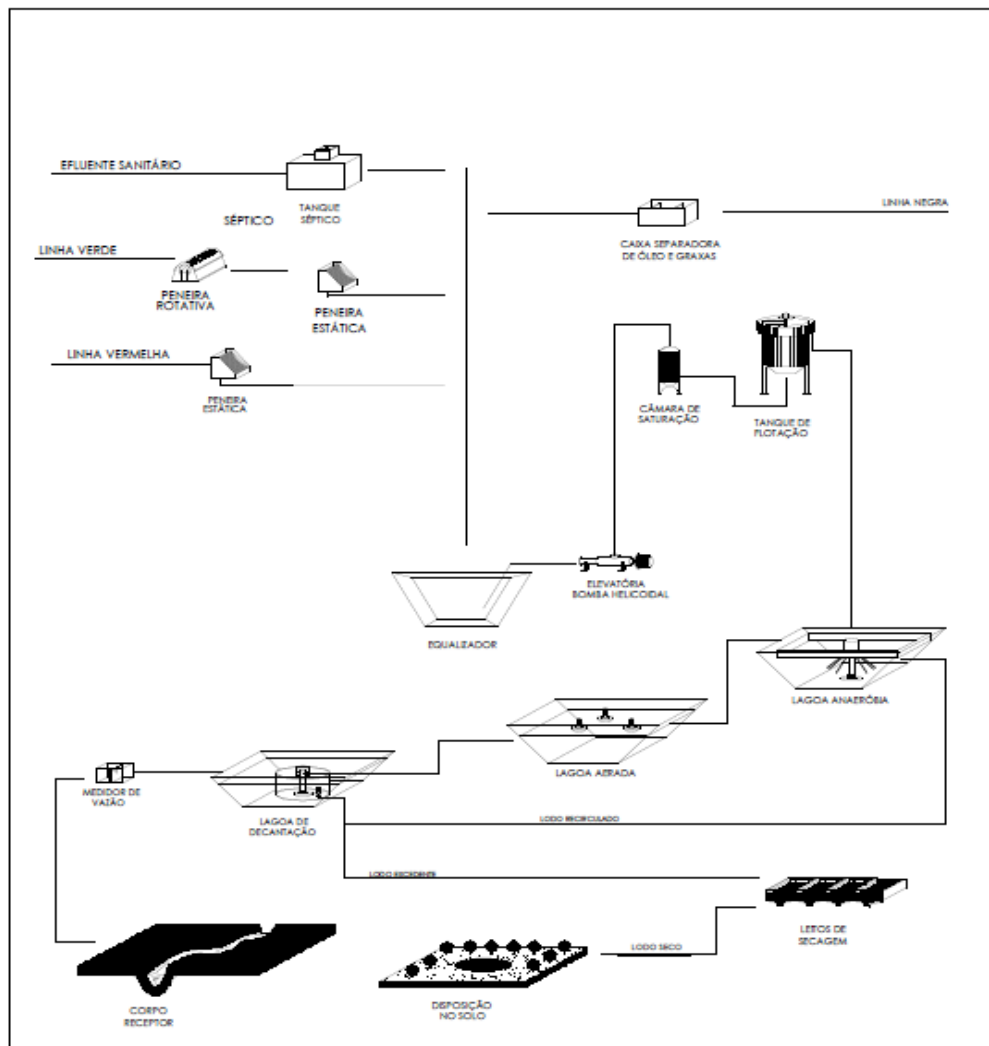 EFLUENTE SANITÁRIO
TANQUE
SÉPTICO
SÉPTICO
LINHA NEGRA
CAIXA SEPARADORA
DE ÓLEO E GRAXAS
LINHA VERDE
PENEIRA
ROTATIVA
PENEIRA
ESTÁTICA
LINHA VERMELHA
PENEIRA
ESTÁTICA
CÂMARA DE
SATURAÇÃO
TANQUE DE
FLOTAÇÃO
ELEVATÓRIA
BOMBA HELICOIDAL
EQUALIZADOR
LAGOA ANAERÓBIA
LAGOA AERADA
MEDIDOR DE
VAZÃO
LAGOA DE
DECANTAÇÃO
LODO RECIRCULADO
LODO EXCEDENTE
LEITOS DE
SECAGEM
LODO SECO
DISPOSIÇÃO
NO SOLO
CORPO
RECEPTOR